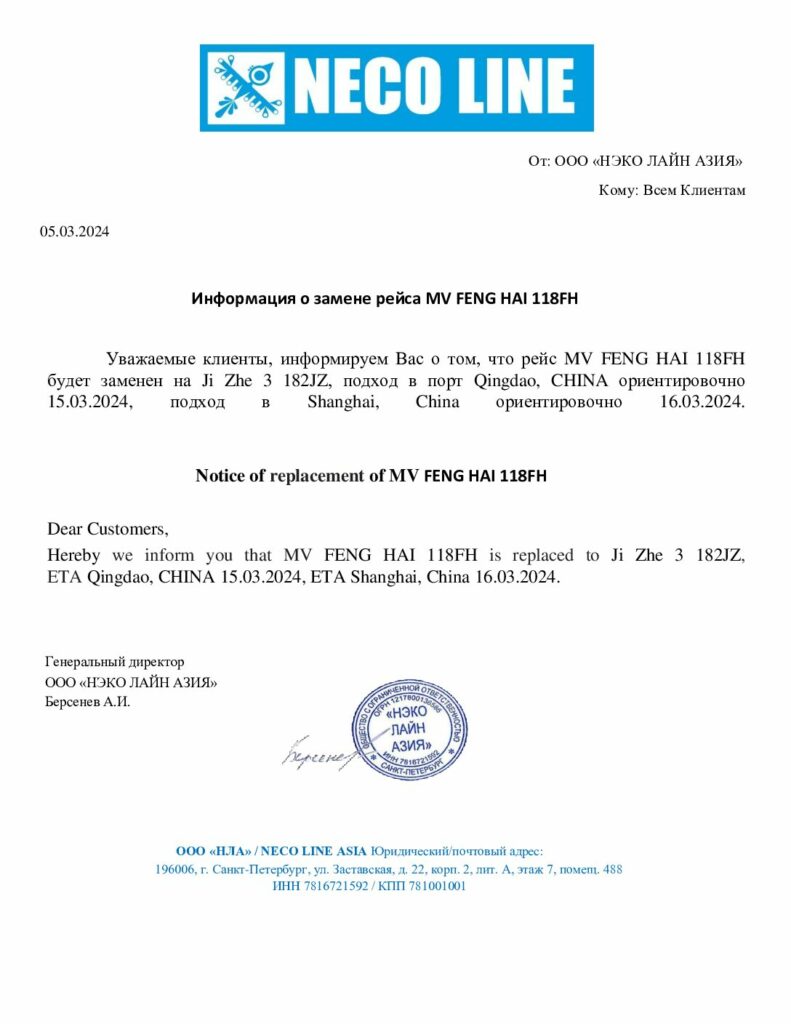 NECO LINE
От: ООО «НЭКО ЛАЙН АЗИЯ»
Кому: Всем Клиентам
05.03.2024
Информация о замене рейса MV FENG HAI 118FH
Уважаемые клиенты, информируем Вас о том, что рейс MV FENG HAI 118FH
будет заменен на Ji Zhe 3 182JZ, подход в порт Qingdao, CHINA ориентировочно
15.03.2024, подход в Shanghai, China ориентировочно 16.03.2024.
Notice of replacement of MV FENG HAI 118FH
Dear Customers,
Hereby we inform you that MV FENG HAI 118FH is replaced to Ji Zhe 3 182JZ,
ETA Qingdao, CHINA 15.03.2024, ETA Shanghai, China 16.03.2024.
Генеральный директор
ООО «НЭКО ЛАЙН АЗИЯ»
Берсенев А.И.
Берсенев
ОБЩЕСТВО С ОГРАНИЧЕННОЙ ОТВЕТСТВЕННОСТЬЮ
ОГРН
«НЭКО
ЛАЙН
АЗИЯ»
ИНН 7816721592
САНКТ-ПЕТЕРБУРГ
ООО «НЛА» / NECO LINE ASIA Юридический/почтовый адрес:
196006, г. Санкт-Петербург, ул. Заставская, д. 22, корп. 2, лит. А, этаж 7, помещ. 488
ИНН 7816721592 / КПП 781001001